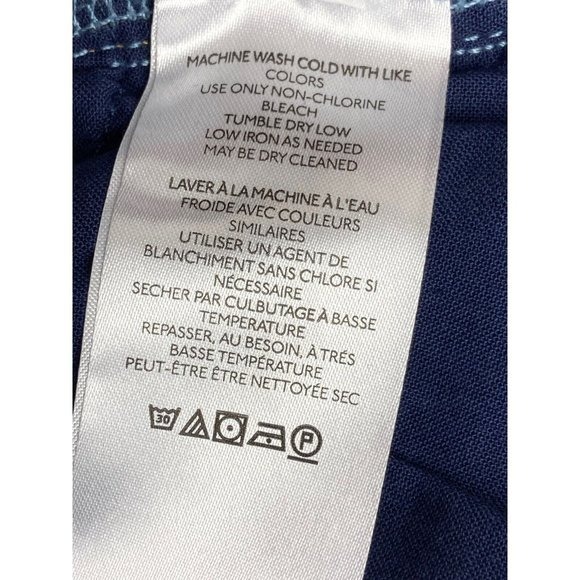 MACHINE WASH COLD WITH LIKE
COLORS
USE ONLY NON-CHLORINE
BLEACH
TUMBLE DRY LOW
LOW IRON AS NEEDED
MAY BE DRY CLEANED
LAVER À LA MACHINE À L'EAU
FROIDE AVEC COULEURS
SIMILAIRES
UTILISER UN AGENT DE
BLANCHIMENT SANS CHLORE SI
NÉCESSAIRE
SECHER PAR CULBUTAGE À BASSE
TEMPERATURE
REPASSER, AU BESOIN, À TRÉS
BASSE TEMPÉRATURE
PEUT-ÊTRE ÊTRE NETTOYÉE SEC
30 P